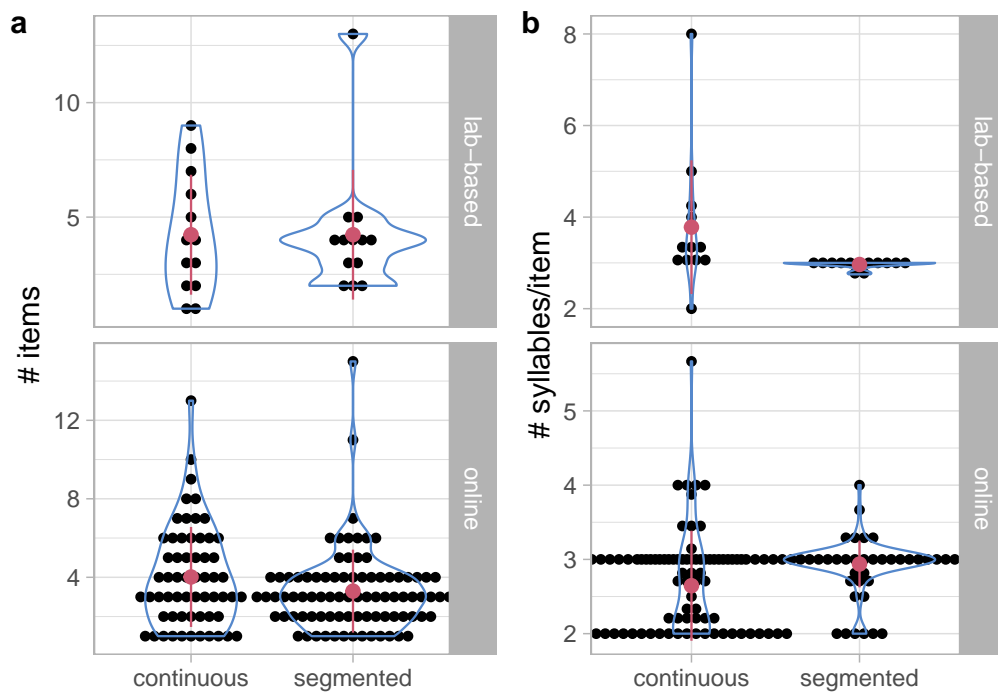 a
b
# items
10
5
lab−based
12
8
4
online
continuous
segmented
# syllables/item
8
6
4
2
lab−based
5
4
3
2
online
continuous
segmented